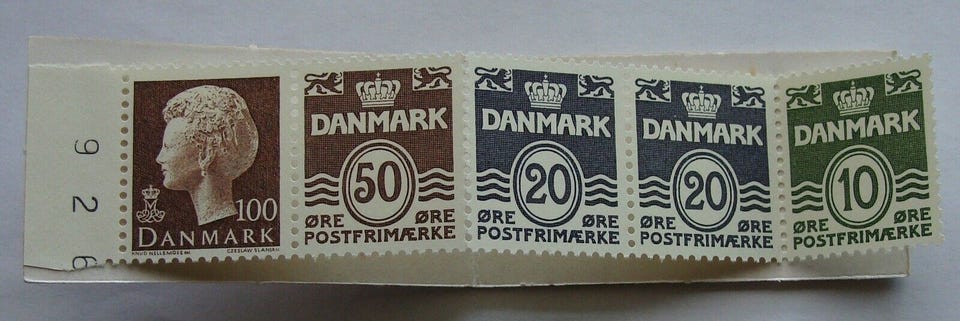 9 2 6
100
DANMARK
KNUD NELLEMOSE
CZESLAW SLANIA
DANMARK
50
ØRE ØRE
POSTFRIMÆRKE
DANMARK
20
ØRE ØRE
POSTFRIMÆRKE
DANMARK
20
ØRE ØRE
POSTFRIMÆRKE
DANMARK
10
ØRE ØRE
POSTFRIMÆRKE